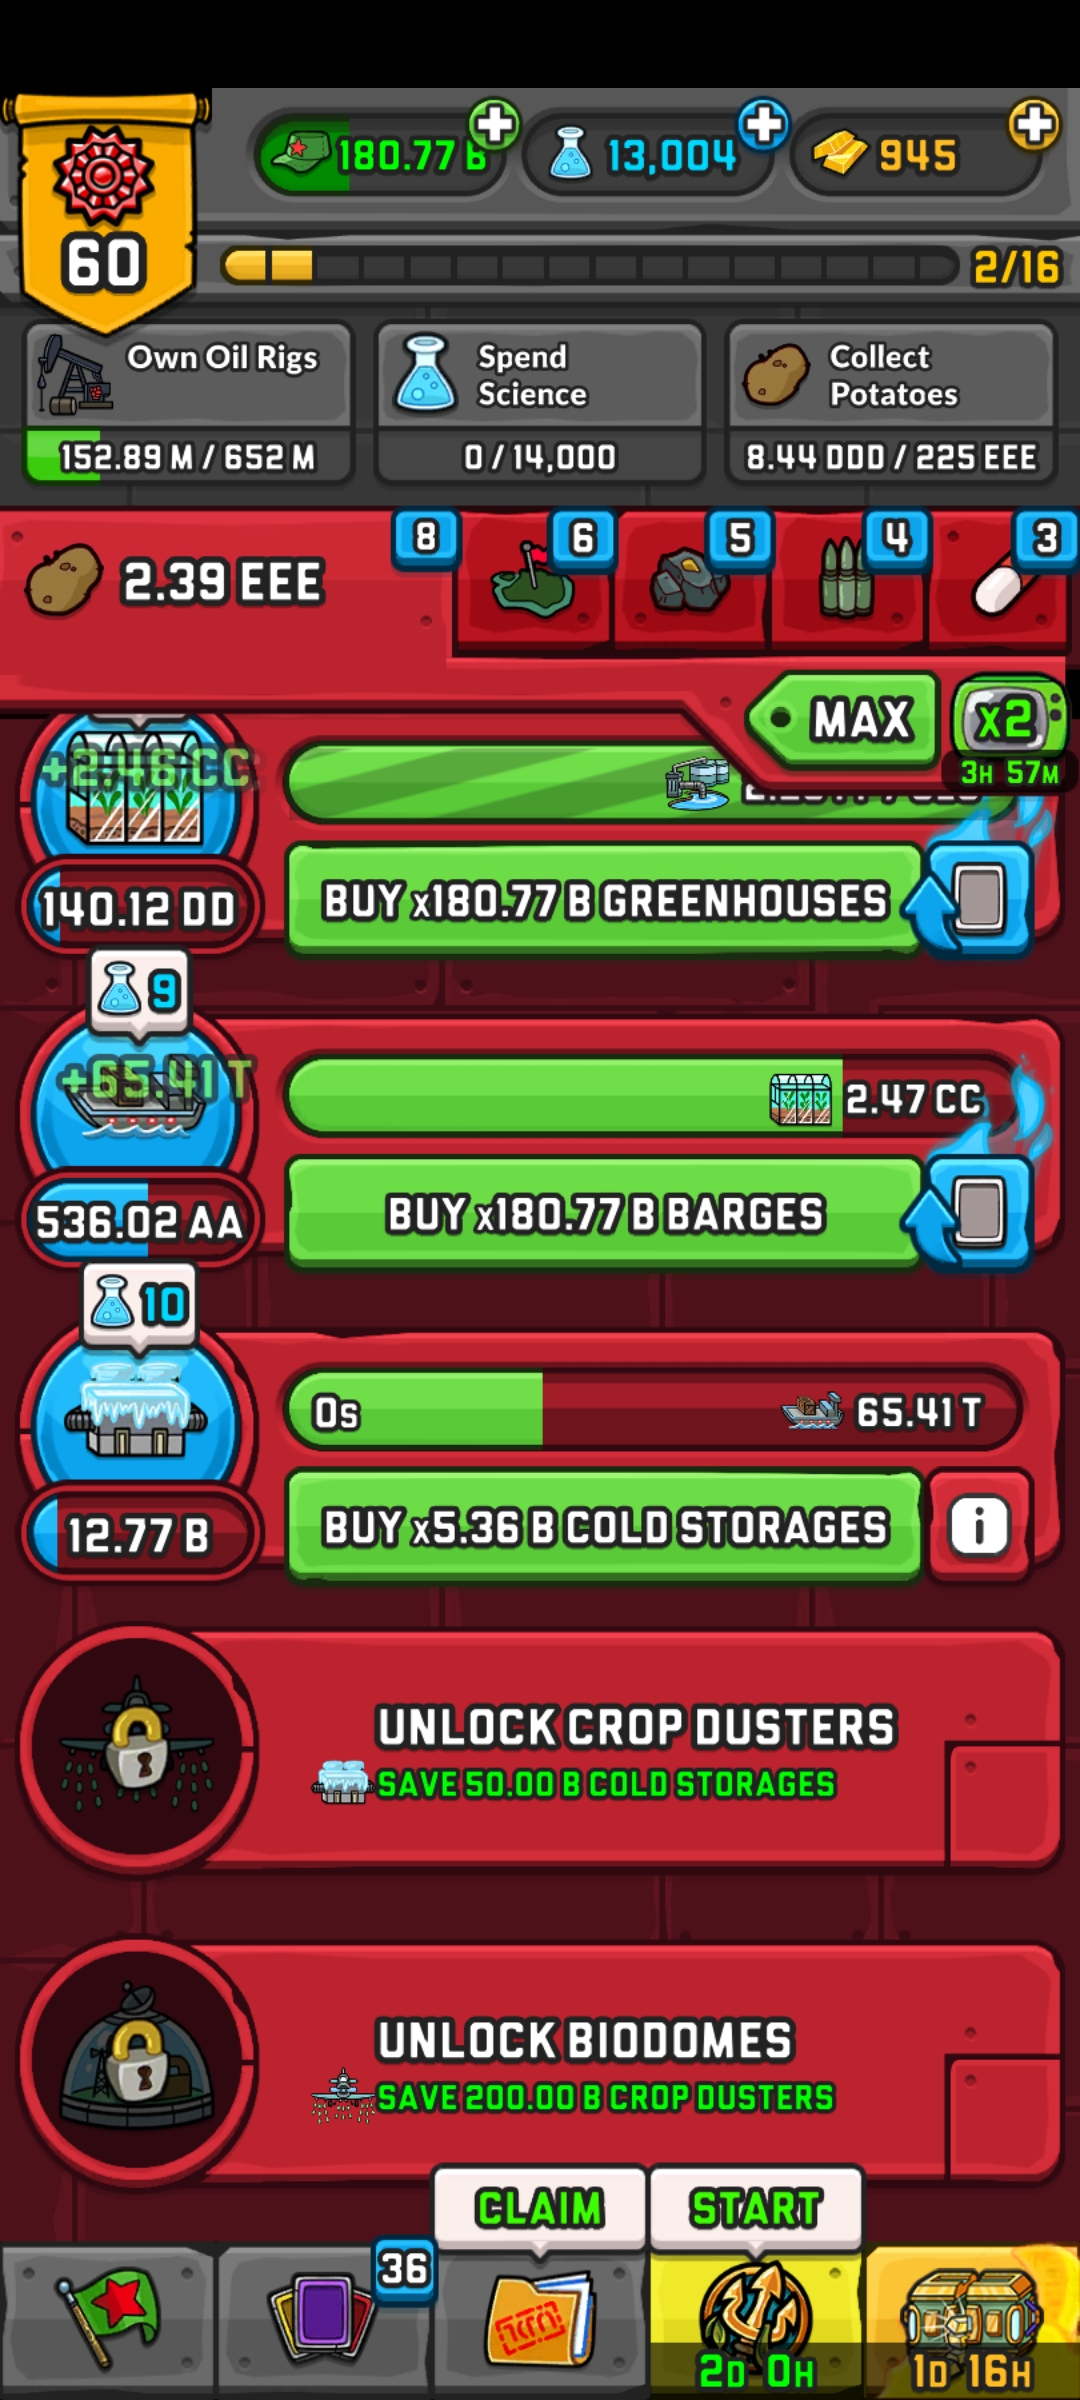 180.77 B
13,004
945
60
2/16
Own Oil Rigs
152.89 M / 652 M
Spend
Science
0 / 14,000
Collect
Potatoes
8.44 DDD / 225 EEE
2.39 EEE
8
6
5
4
3
MAX
x2
3H 57M
+2.46 CC
140.12 DD
BUY x180.77 B GREENHOUSES
9
+65.41 T
2.47 CC
536.02 AA
BUY x180.77 B BARGES
10
0s
65.41 T
12.77 B
BUY x5.36 B COLD STORAGES
i
UNLOCK CROP DUSTERS
SAVE 50.00 B COLD STORAGES
UNLOCK BIODOMES
SAVE 200.00 B CROP DUSTERS
CLAIM
START
36
2D 0H
1D 16H